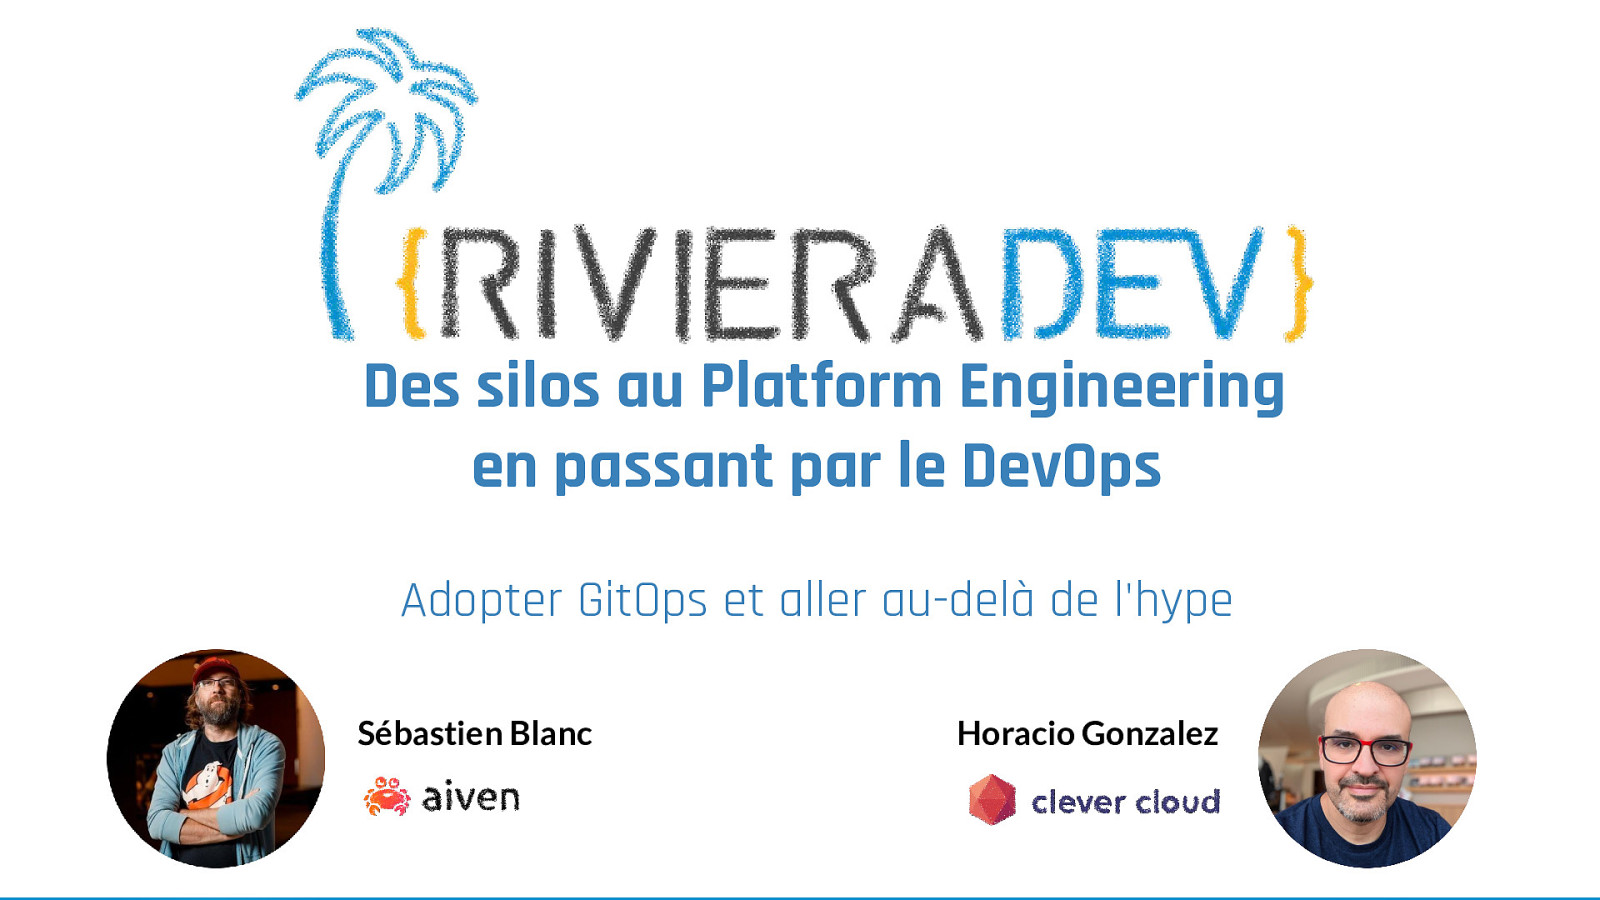 {RIVIERADEV}
Des silos au Platform Engineering
en passant par le DevOps
Adopter GitOps et aller au-delà de l'hype
Sébastien Blanc
aiven
Horacio Gonzalez
clever cloud